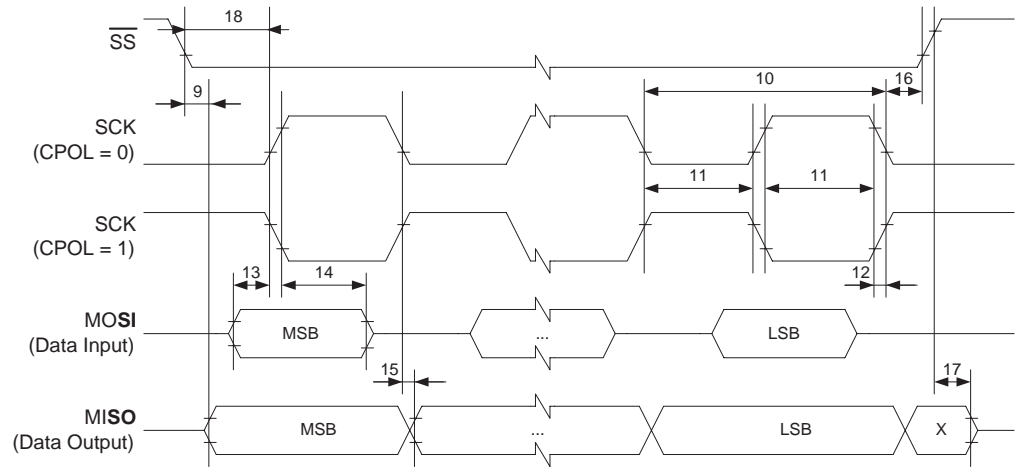 18
SS
10
9
16
SCK
(CPOL = 0)
11
11
SCK
(CPOL = 1)
13
14
12
MOSI
(Data Input)
MSB
...
LSB
15
17
MISO
(Data Output)
MSB
...
LSB
X